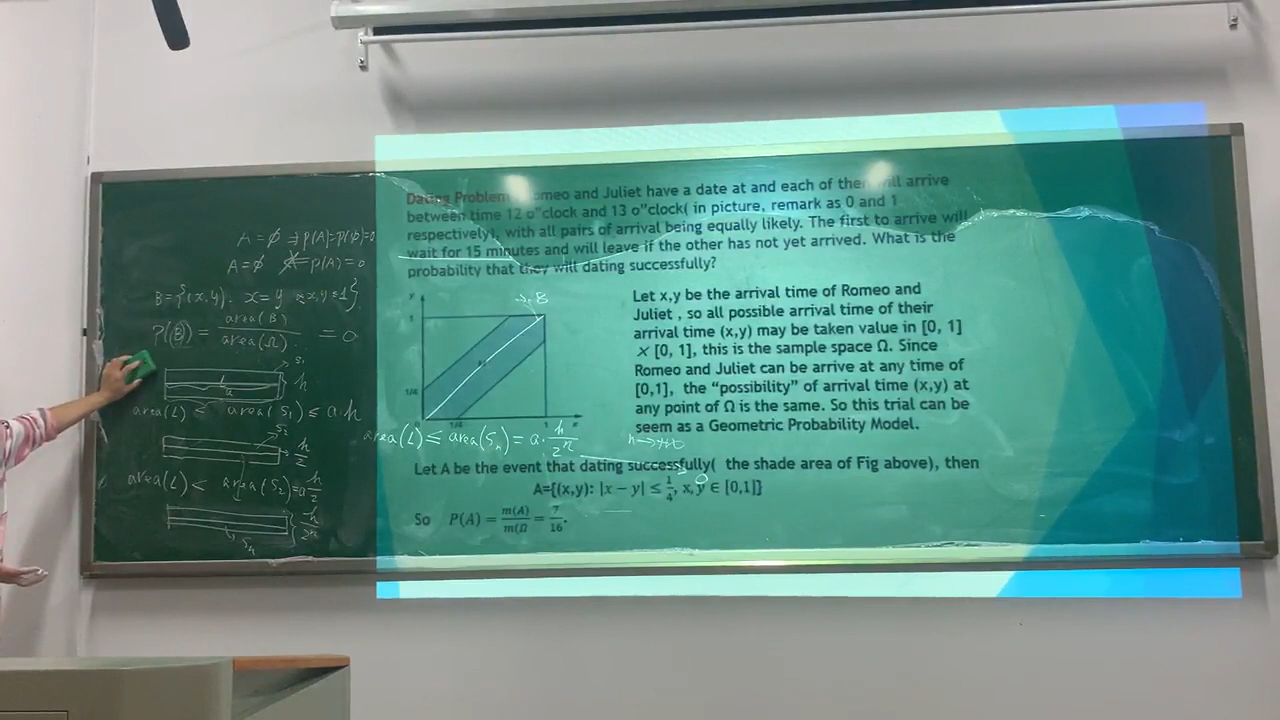 A = ∅ ⇒ P(A)=P(∅)=0
A=∅ ⇍ P(A)=0
B={(x,y). x=y ≤x,y≤1}
P(B) = area(B) / area(Ω) = 0
S1
L
a
h
area(L) < area(S1) ≤ a·h
S2
h/2
area(L) < area(S2)=a h/2
h/2^n
Sn
Dating Problem Romeo and Juliet have a date at and each of them will arrive
between time 12 o"clock and 13 o"clock( in picture, remark as 0 and 1
respectively), with all pairs of arrival being equally likely. The first to arrive will
wait for 15 minutes and will leave if the other has not yet arrived. What is the
probability that they will dating successfully?
y
→ B
1
1/4
0
1/4
1
x
Let x,y be the arrival time of Romeo and
Juliet , so all possible arrival time of their
arrival time (x,y) may be taken value in [0, 1]
× [0, 1], this is the sample space Ω. Since
Romeo and Juliet can be arrive at any time of
[0,1], the “possibility” of arrival time (x,y) at
any point of Ω is the same. So this trial can be
seem as a Geometric Probability Model.
area(L) ≤ area(Sn) = a· h/2^n n→+∞
0
Let A be the event that dating successfully( the shade area of Fig above), then
A={(x,y): |x − y| ≤ 1/4, x, y ∈ [0,1]}
So P(A) = m(A)/m(Ω = 7/16.